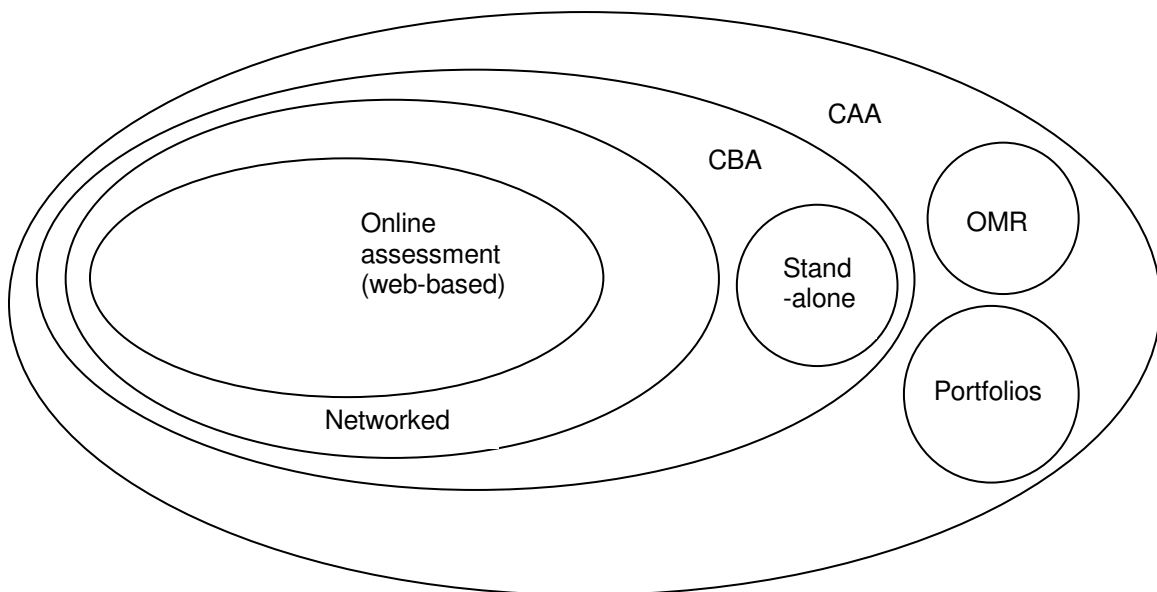 CAA
CBA
OMR
Online
assessment
(web-based)
Stand
-alone
Portfolios
Networked